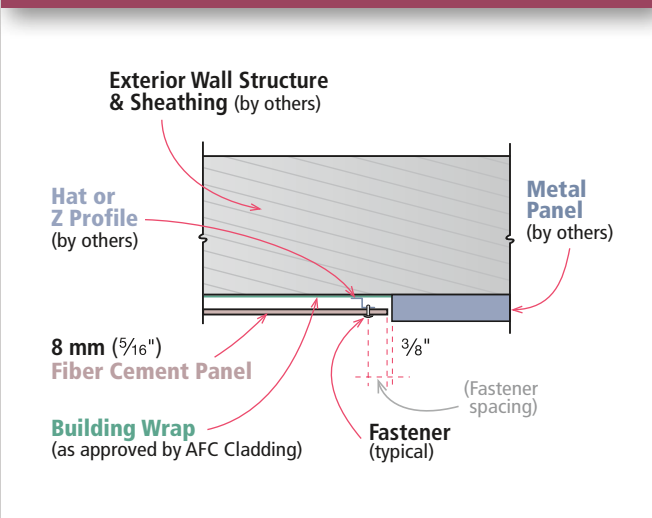 Exterior Wall Structure
& Sheathing (by others)
Hat or
Z Profile
(by others)
Metal
Panel
(by others)
8 mm (5/16")
Fiber Cement Panel
3/8"
(Fastener
spacing)
Building Wrap
(as approved by AFC Cladding)
Fastener
(typical)